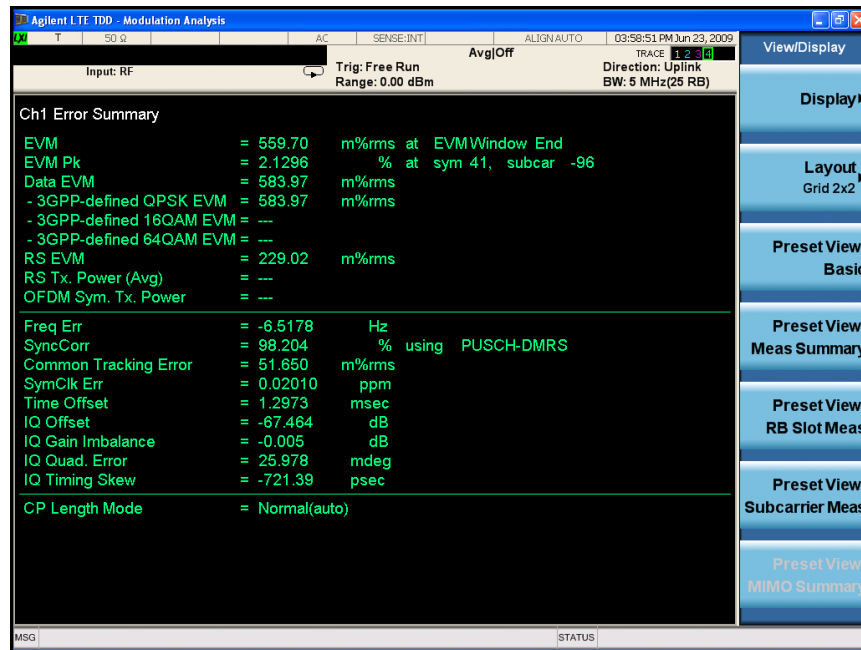 Agilent LTE TDD - Modulation Analysis
LXI T 50 Ω AC SENSE:INT ALIGN AUTO 03:58:51 PM Jun 23, 2009
Avg|Off TRACE 1 2 3 4
Input: RF Trig: Free Run Direction: Uplink
Range: 0.00 dBm BW: 5 MHz(25 RB)
Ch1 Error Summary
EVM = 559.70 m%rms at EVM Window End
EVM Pk = 2.1296 % at sym 41, subcar -96
Data EVM = 583.97 m%rms
- 3GPP-defined QPSK EVM = 583.97 m%rms
- 3GPP-defined 16QAM EVM = ---
- 3GPP-defined 64QAM EVM = ---
RS EVM = 229.02 m%rms
RS Tx. Power (Avg) = ---
OFDM Sym. Tx. Power = ---
Freq Err = -6.5178 Hz
SyncCorr = 98.204 % using PUSCH-DMRS
Common Tracking Error = 51.650 m%rms
SymClk Err = 0.02010 ppm
Time Offset = 1.2973 msec
IQ Offset = -67.464 dB
IQ Gain Imbalance = -0.005 dB
IQ Quad. Error = 25.978 mdeg
IQ Timing Skew = -721.39 psec
CP Length Mode = Normal(auto)
View/Display
Display
Layout
Grid 2x2
Preset View
Basic
Preset View
Meas Summary
Preset View
RB Slot Meas
Preset View
Subcarrier Meas
Preset View
MIMO Summary
MSG STATUS